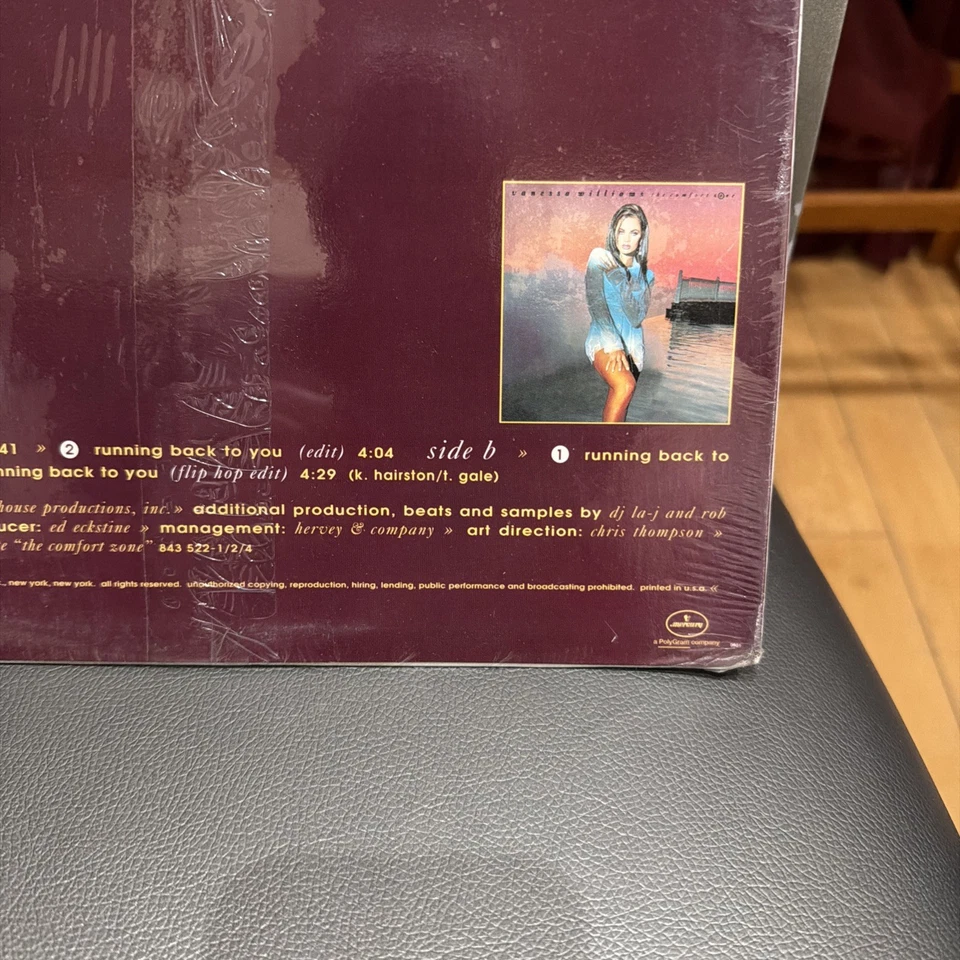 vanessa williams the comfort zone
41 » 2 running back to you (edit) 4:04 side b » 1 running back to
nning back to you (flip hop edit) 4:29 (k. hairston/t. gale)
house productions, inc. » additional production, beats and samples by dj la-j and rob
ucer: ed eckstine » management: hervey & company » art direction: chris thompson »
e "the comfort zone" 843 522-1/2/4
., new york, new york. all rights reserved. unauthorized copying, reproduction, hiring, lending, public performance and broadcasting prohibited. printed in u.s.a. «
mercury
a PolyGram company